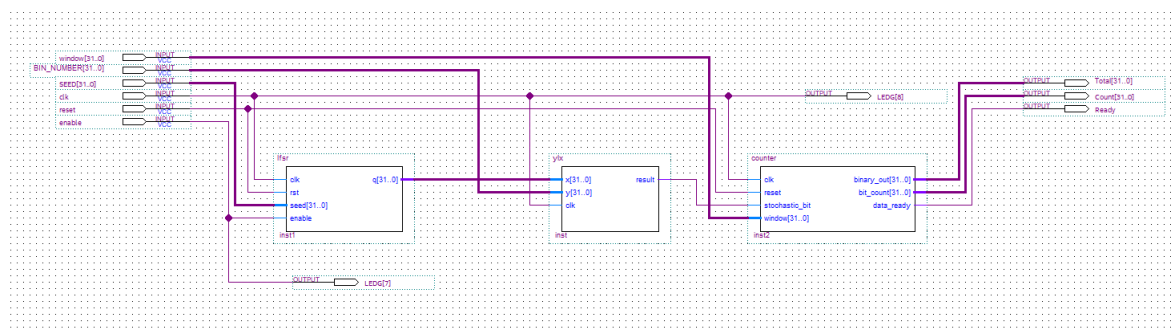 window[31..0] INPUT VCC
BIN_NUMBER[31..0] INPUT VCC
SEED[31..0] INPUT VCC
clk INPUT VCC
reset INPUT VCC
enable INPUT VCC
OUTPUT LEDG[8]
OUTPUT Total[31..0]
OUTPUT Count[31..0]
OUTPUT Ready
lfsr
clk q[31..0]
rst
seed[31..0]
enable
inst1
ylx
x[31..0] result
y[31..0]
clk
inst
counter
clk binary_out[31..0]
reset bit_count[31..0]
stochastic_bit data_ready
window[31..0]
inst2
OUTPUT LEDG[7]